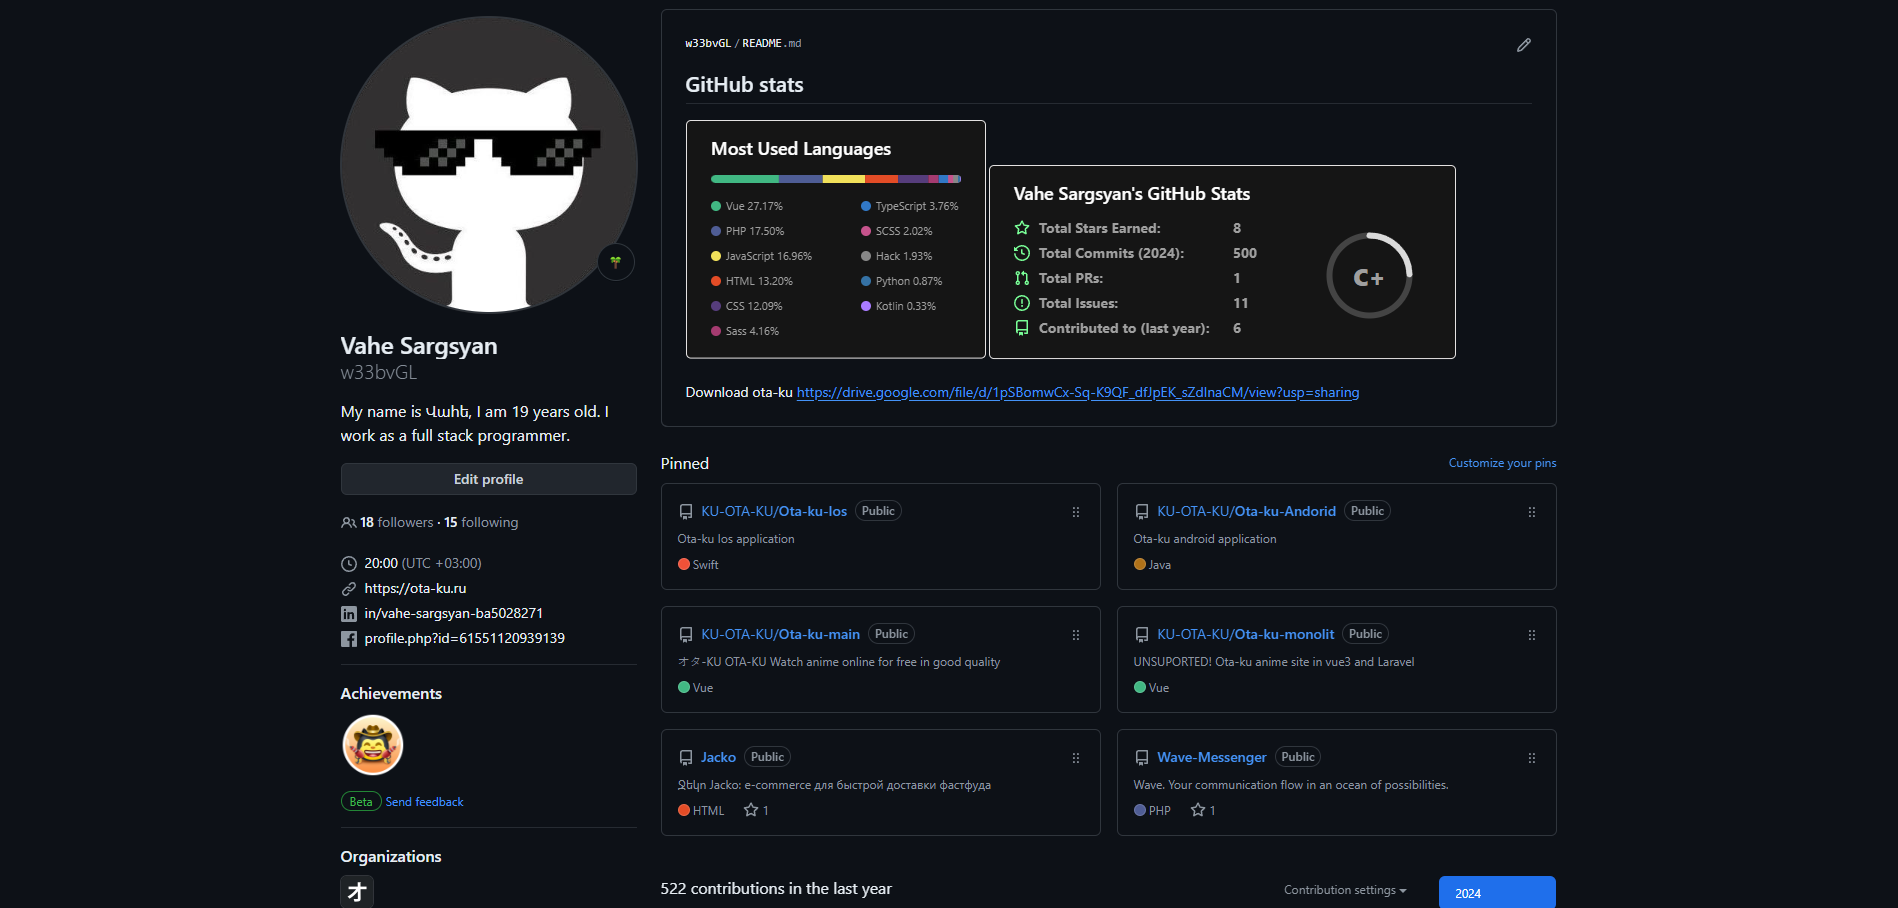 Vahe Sargsyan
w33bvGL
My name is Վահե, I am 19 years old. I
work as a full stack programmer.
Edit profile
18 followers · 15 following
20:00 (UTC +03:00)
https://ota-ku.ru
in/vahe-sargsyan-ba5028271
profile.php?id=61551120939139
Achievements
Beta Send feedback
Organizations
オ
w33bvGL / README.md
GitHub stats
Most Used Languages
Vue 27.17%
PHP 17.50%
JavaScript 16.96%
HTML 13.20%
CSS 12.09%
Sass 4.16%
TypeScript 3.76%
SCSS 2.02%
Hack 1.93%
Python 0.87%
Kotlin 0.33%
Vahe Sargsyan's GitHub Stats
Total Stars Earned: 8
Total Commits (2024): 500
Total PRs: 1
Total Issues: 11
Contributed to (last year): 6
C+
Download ota-ku https://drive.google.com/file/d/1pSBomwCx-Sq-K9QF_dfJpEK_sZdInaCM/view?usp=sharing
Pinned
Customize your pins
KU-OTA-KU/Ota-ku-Ios Public
Ota-ku Ios application
Swift
KU-OTA-KU/Ota-ku-Andorid Public
Ota-ku android application
Java
KU-OTA-KU/Ota-ku-main Public
オタ-KU OTA-KU Watch anime online for free in good quality
Vue
KU-OTA-KU/Ota-ku-monolit Public
UNSUPORTED! Ota-ku anime site in vue3 and Laravel
Vue
Jacko Public
Ջեկո Jacko: e-commerce для быстрой доставки фастфуда
HTML 1
Wave-Messenger Public
Wave. Your communication flow in an ocean of possibilities.
PHP 1
522 contributions in the last year
Contribution settings
2024